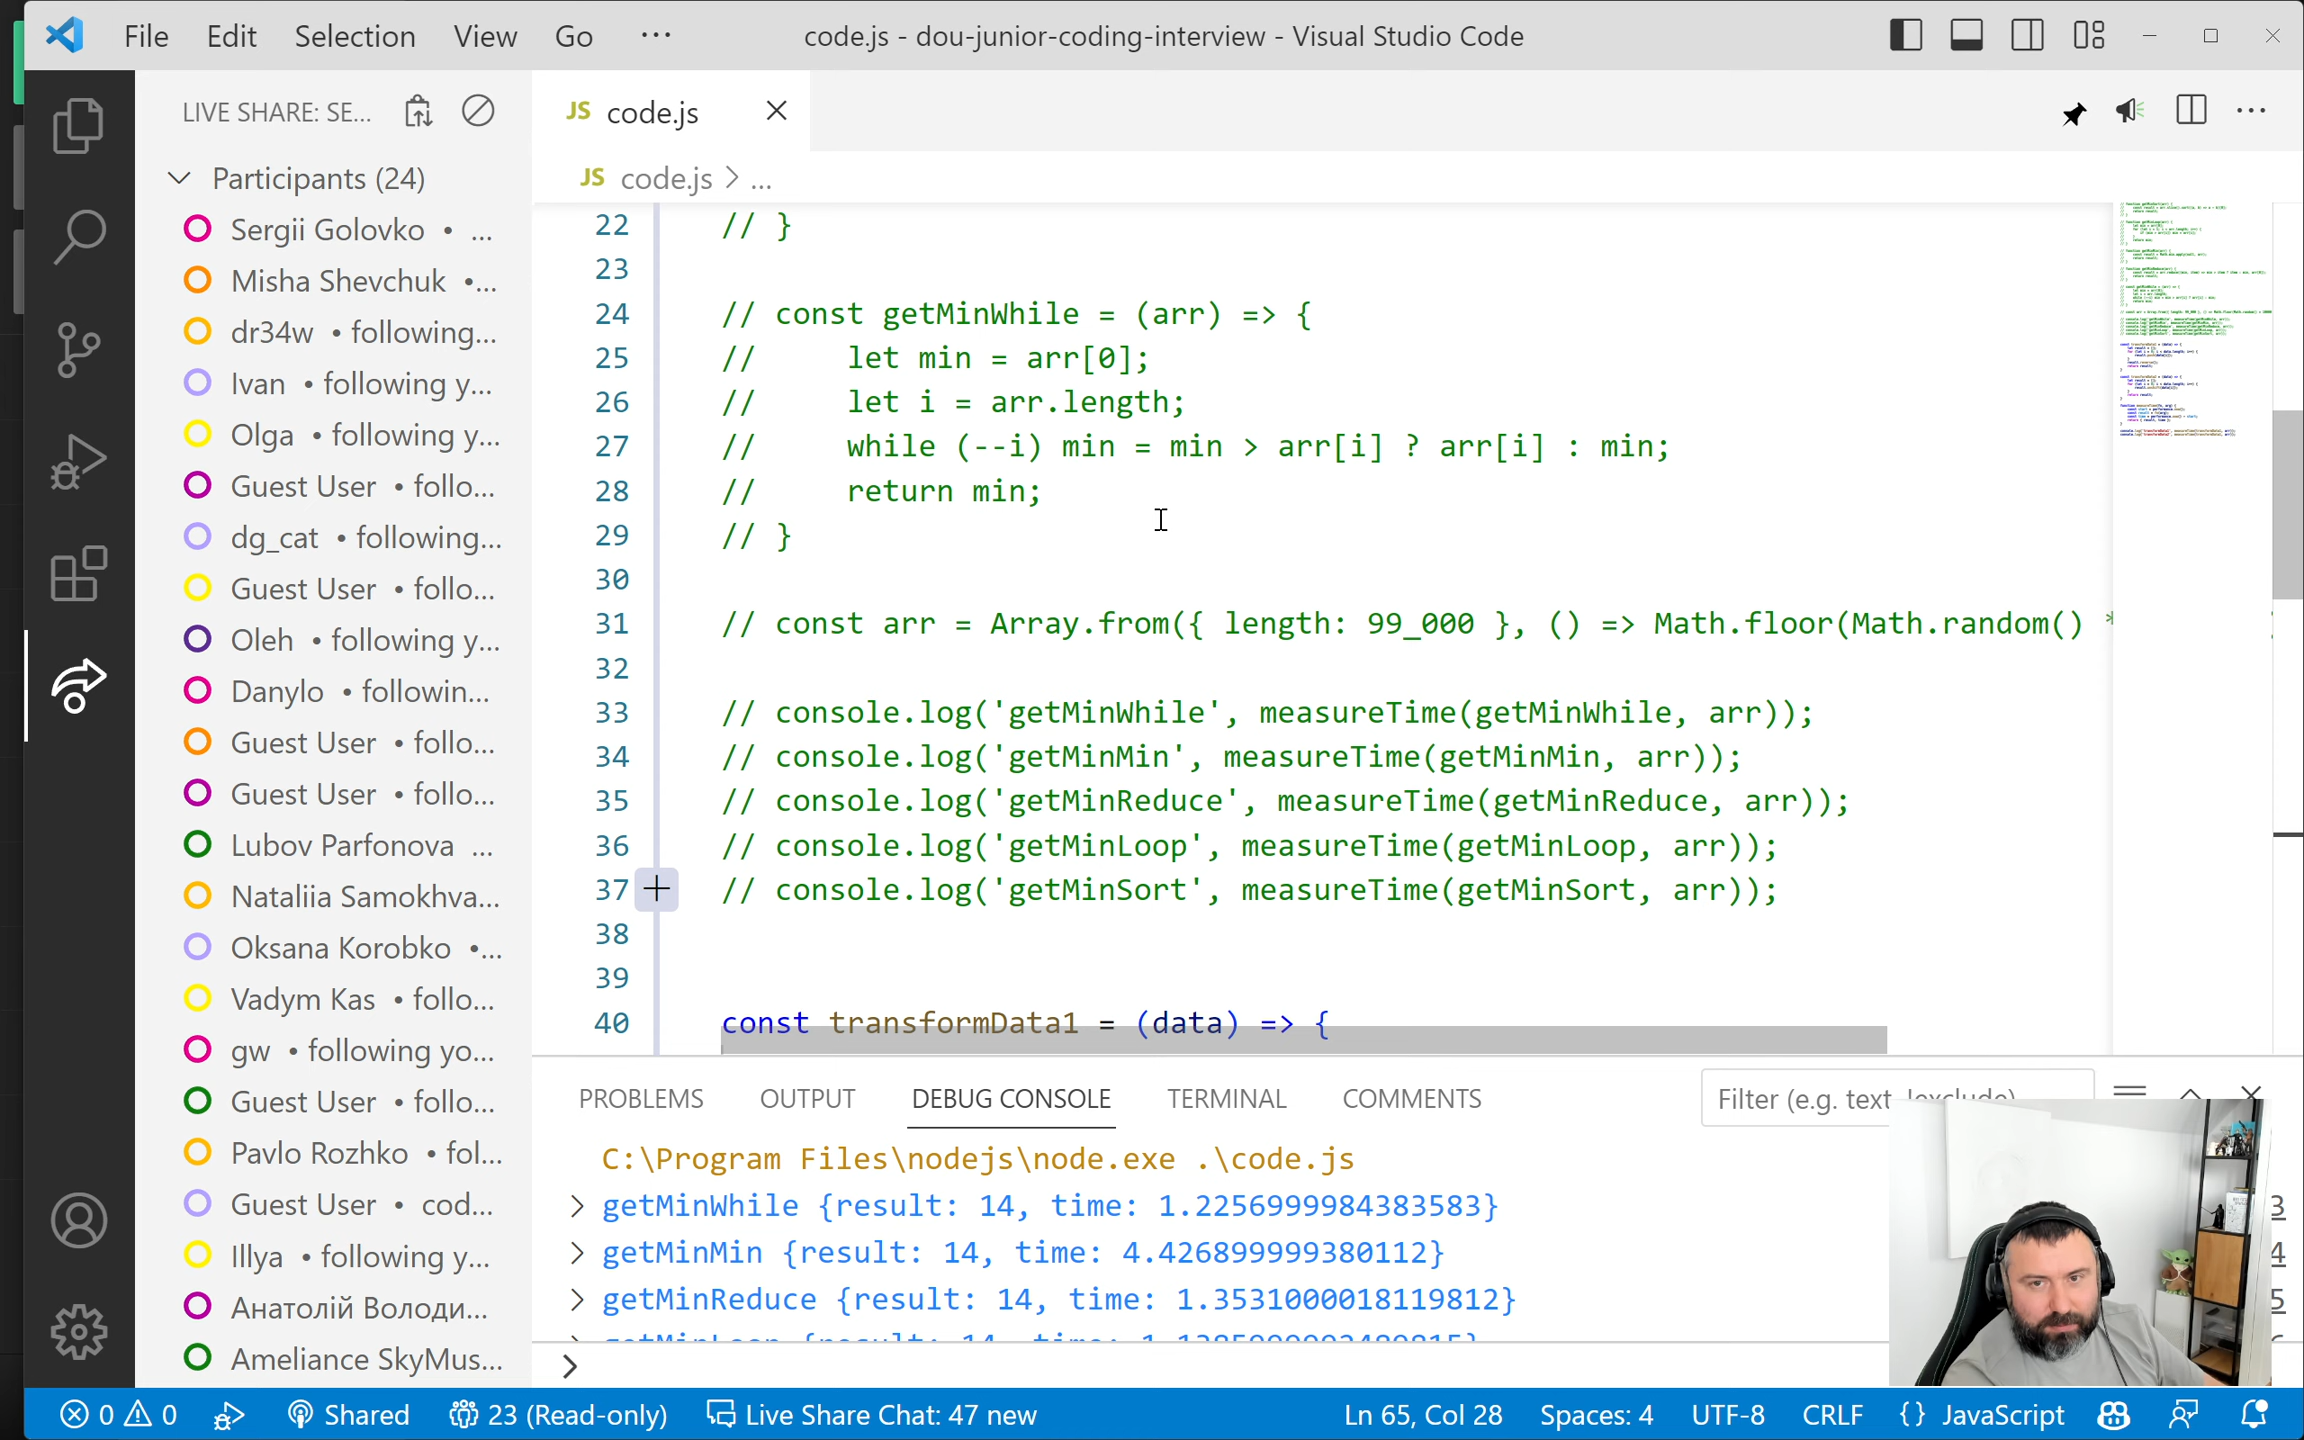 File Edit Selection View Go ··· code.js - dou-junior-coding-interview - Visual Studio Code
LIVE SHARE: SE...
Participants (24)
Sergii Golovko • ...
Misha Shevchuk •...
dr34w • following...
Ivan • following y...
Olga • following y...
Guest User • follo...
dg_cat • following...
Guest User • follo...
Oleh • following y...
Danylo • followin...
Guest User • follo...
Guest User • follo...
Lubov Parfonova ...
Nataliia Samokhva...
Oksana Korobko •...
Vadym Kas • follo...
gw • following yo...
Guest User • follo...
Pavlo Rozhko • fol...
Guest User • cod...
Illya • following y...
Анатолій Володи...
Ameliance SkyMus...
JS code.js
JS code.js > ...
22 // }
23
24 // const getMinWhile = (arr) => {
25 //     let min = arr[0];
26 //     let i = arr.length;
27 //     while (--i) min = min > arr[i] ? arr[i] : min;
28 //     return min;
29 // }
30
31 // const arr = Array.from({ length: 99_000 }, () => Math.floor(Math.random() *
32
33 // console.log('getMinWhile', measureTime(getMinWhile, arr));
34 // console.log('getMinMin', measureTime(getMinMin, arr));
35 // console.log('getMinReduce', measureTime(getMinReduce, arr));
36 // console.log('getMinLoop', measureTime(getMinLoop, arr));
37 // console.log('getMinSort', measureTime(getMinSort, arr));
38
39
40 const transformData1 = (data) => {
PROBLEMS OUTPUT DEBUG CONSOLE TERMINAL COMMENTS
Filter (e.g. text, !exclude)
C:\Program Files\nodejs\node.exe .\code.js
> getMinWhile {result: 14, time: 1.2256999984383583}
> getMinMin {result: 14, time: 4.426899999380112}
> getMinReduce {result: 14, time: 1.3531000018119812}
>
0 0 Shared 23 (Read-only) Live Share Chat: 47 new
Ln 65, Col 28 Spaces: 4 UTF-8 CRLF {} JavaScript